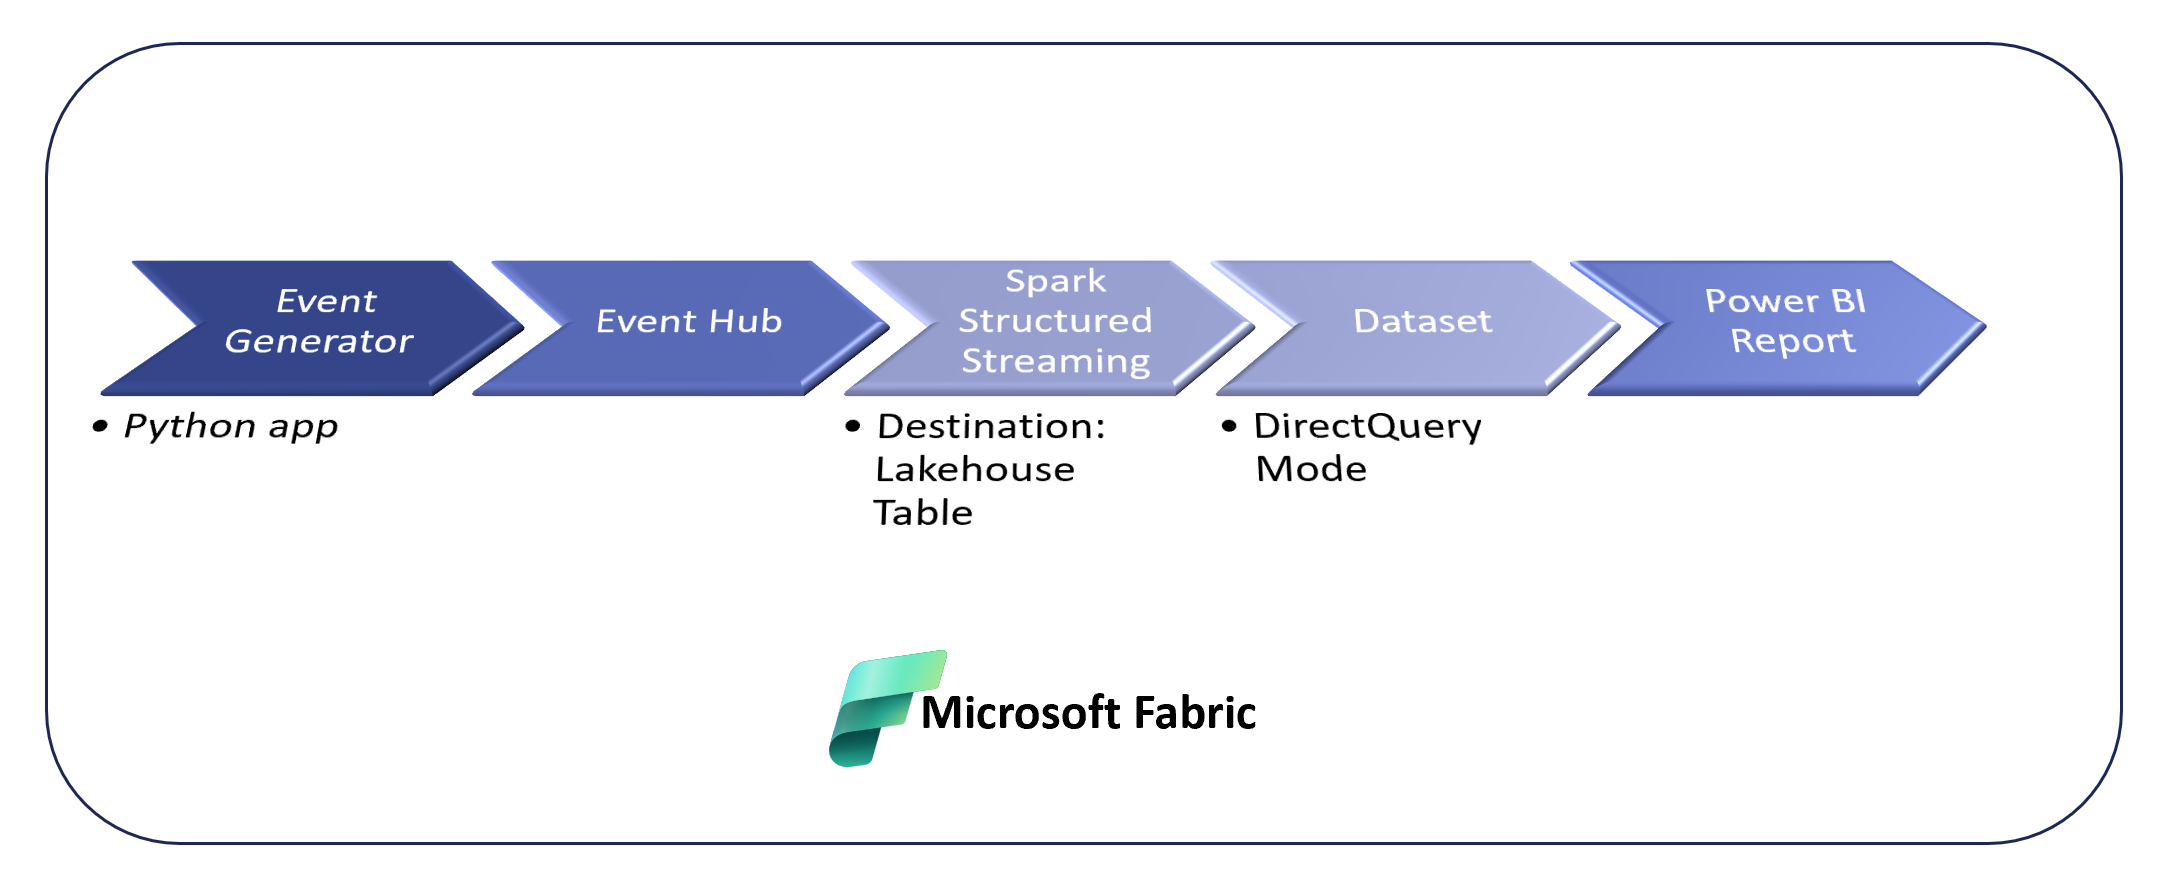 Event
Generator
• Python app
Event Hub
Spark
Structured
Streaming
• Destination:
Lakehouse
Table
Dataset
• DirectQuery
Mode
Power BI
Report
Microsoft Fabric